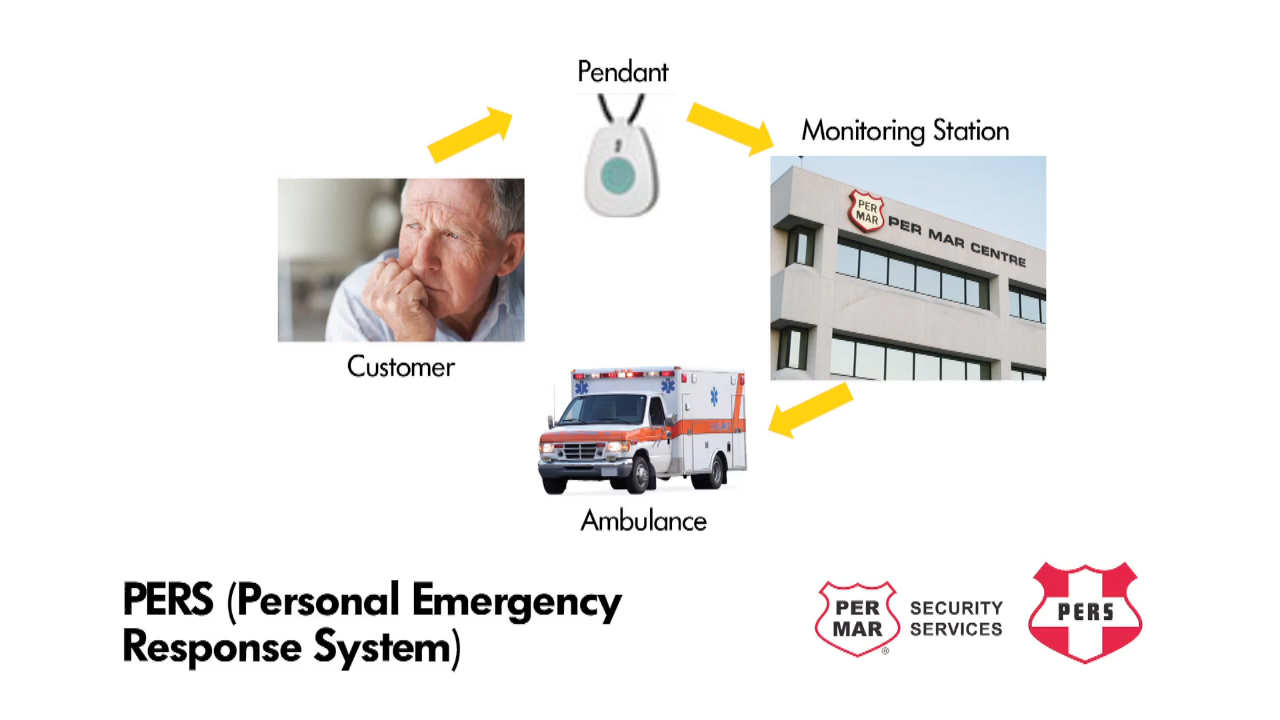 Pendant
Monitoring Station
PER
MAR
PER MAR CENTRE
Customer
Ambulance
PERS (Personal Emergency
Response System)
PER
MAR
®
SECURITY
SERVICES
PERS